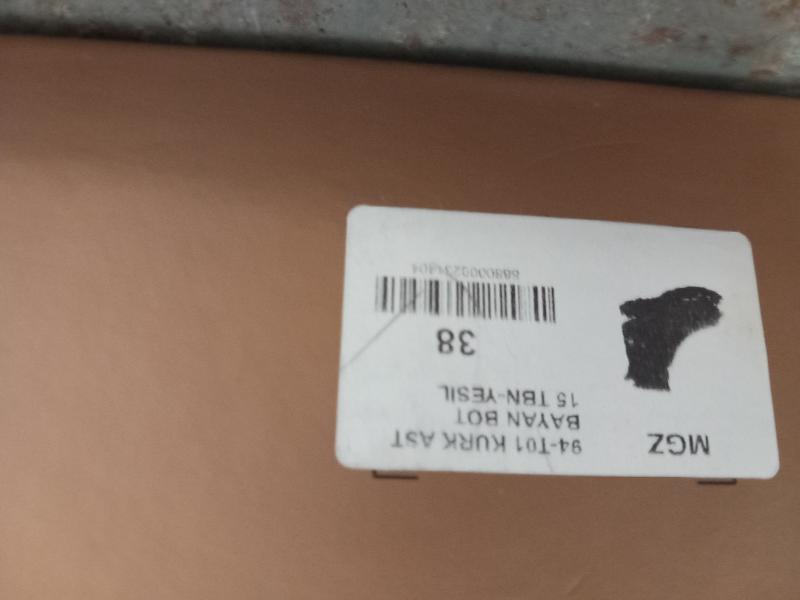 MGZ
94-T01 KURK AST
BAYAN BOT
15 TBN-YESIL
38